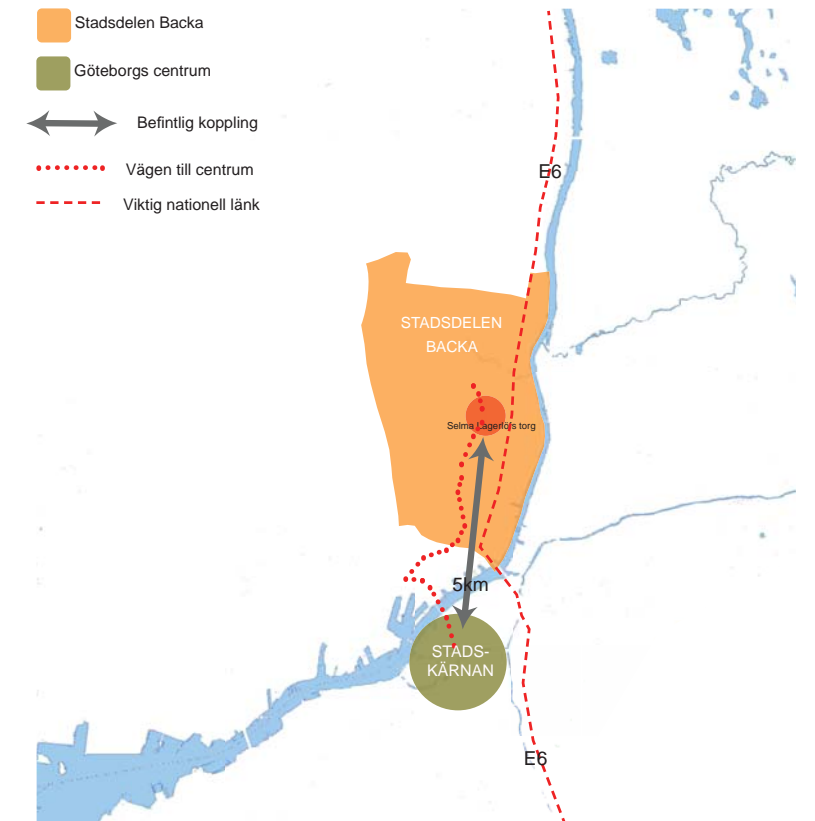 Stadsdelen Backa
Göteborgs centrum
Befintlig koppling
Vägen till centrum
Viktig nationell länk
E6
STADSDELEN
BACKA
Selma Lagerlöfs torg
5km
STADS-
KÄRNAN
E6